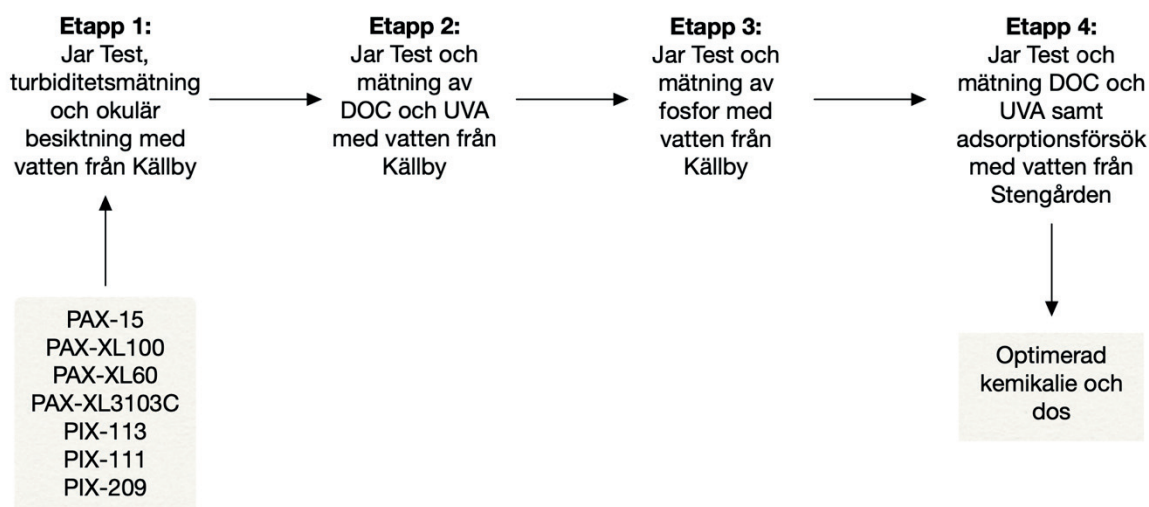 Etapp 1:
Jar Test,
turbiditetsmätning
och okulär
besiktning med
vatten från Källby
Etapp 2:
Jar Test och
mätning av
DOC och UVA
med vatten från
Källby
Etapp 3:
Jar Test och
mätning av
fosfor med
vatten från
Källby
Etapp 4:
Jar Test och
mätning DOC och
UVA samt
adsorptionsförsök
med vatten från
Stengården
PAX-15
PAX-XL100
PAX-XL60
PAX-XL3103C
PIX-113
PIX-111
PIX-209
Optimerad
kemikalie och
dos